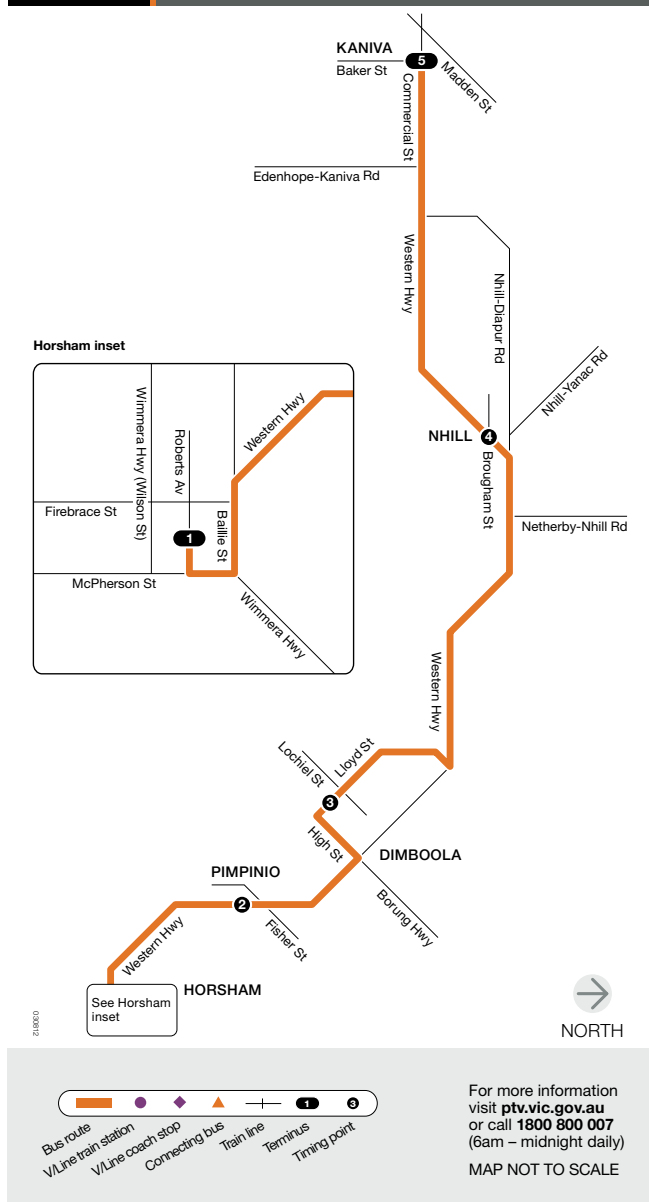 KANIVA
Baker St
5
Madden St
Commercial St
Edenhope-Kaniva Rd
Western Hwy
Nhill-Diapur Rd
Nhill-Yanac Rd
NHILL
4
Brougham St
Netherby-Nhill Rd
Horsham inset
Wimmera Hwy (Wilson St)
Roberts Av
Western Hwy
Firebrace St
Baillie St
1
McPherson St
Wimmera Hwy
Western Hwy
Lochiel St
Lloyd St
3
High St
DIMBOOLA
PIMPINIO
2
Fisher St
Borung Hwy
Western Hwy
HORSHAM
See Horsham
inset
030812
NORTH
1
3
Bus route
V/Line train station
V/Line coach stop
Connecting bus
Train line
Terminus
Timing point
For more information
visit ptv.vic.gov.au
or call 1800 800 007
(6am – midnight daily)
MAP NOT TO SCALE